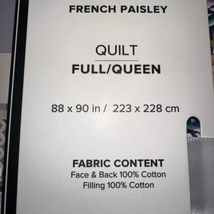 FRENCH PAISLEY
QUILT
FULL/QUEEN
88 x 90 in / 223 x 228 cm
FABRIC CONTENT
Face & Back 100% Cotton
Filling 100% Cotton